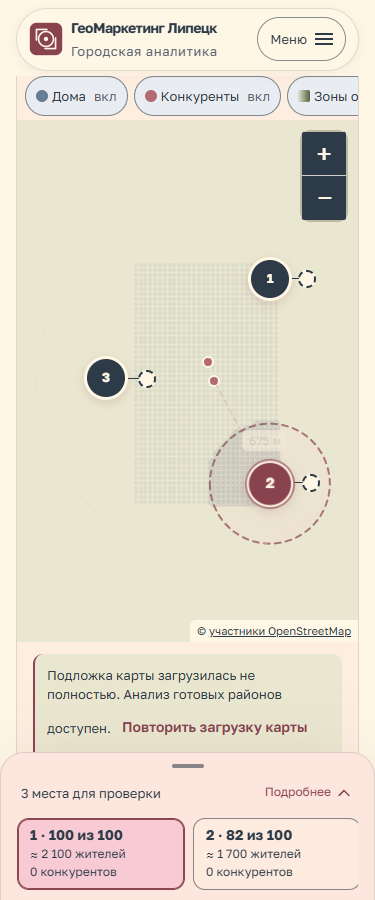 ГеоМаркетинг Липецк
Городская аналитика
Меню
Дома вкл
Конкуренты вкл
Зоны о
+
−
1
3
675 м
2
© участники OpenStreetMap
Подложка карты загрузилась не
полностью. Анализ готовых районов
доступен. Повторить загрузку карты
3 места для проверки
Подробнее
1 · 100 из 100
≈ 2 100 жителей
0 конкурентов
2 · 82 из 100
≈ 1 700 жителей
0 конкурентов